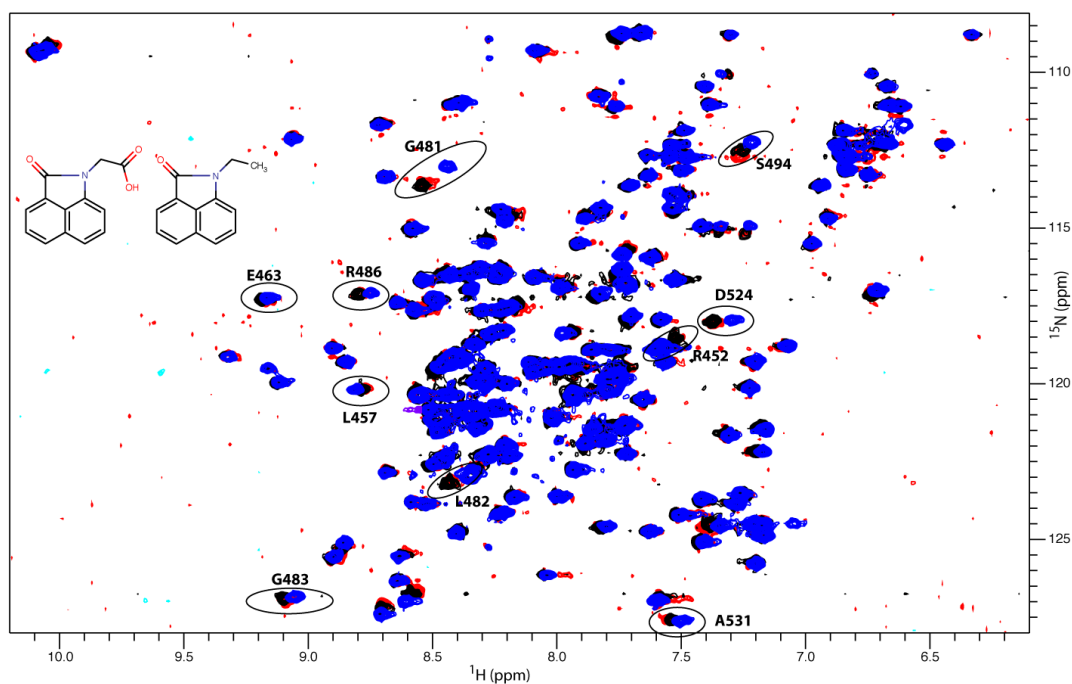 O
O
N
OH
O
N
CH3
G481
S494
E463
R486
D524
R452
L457
L482
G483
A531
110
115
120
125
15N (ppm)
10.0 9.5 9.0 8.5 8.0 7.5 7.0 6.5
1H (ppm)